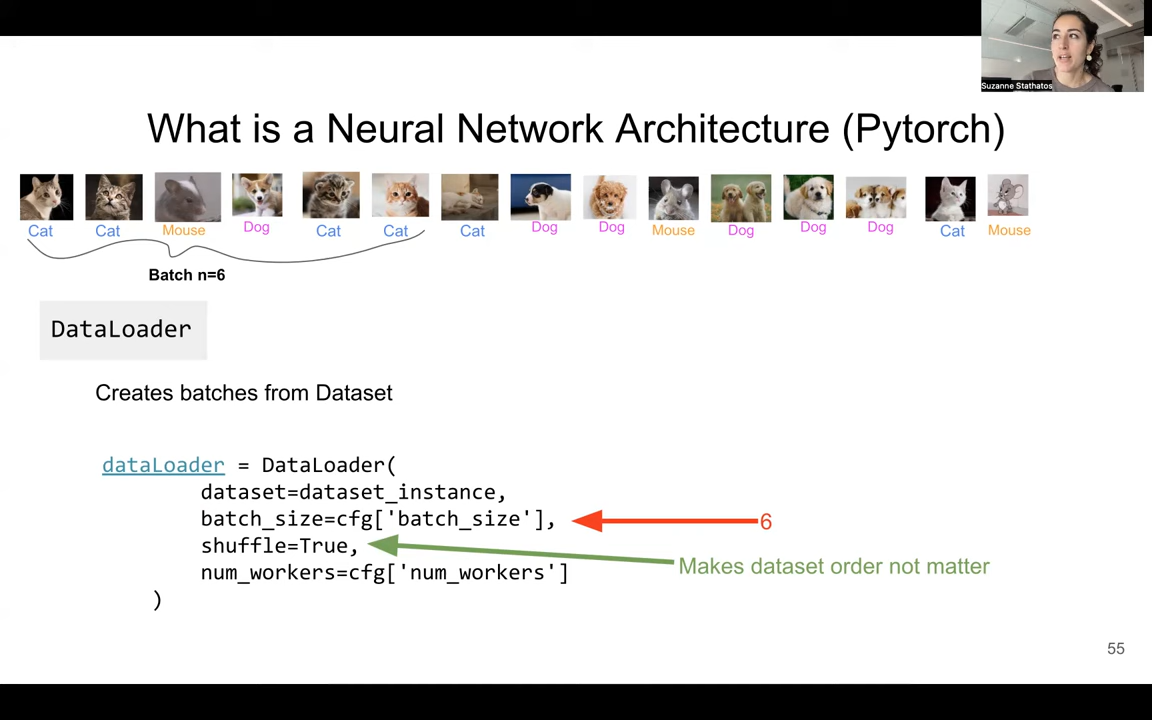 Suzanne Stathatos
What is a Neural Network Architecture (Pytorch)
Cat Cat Mouse Dog Cat Cat Cat Dog Dog Mouse Dog Dog Dog Cat Mouse
Batch n=6
DataLoader
Creates batches from Dataset
dataLoader = DataLoader(
dataset=dataset_instance,
batch_size=cfg['batch_size'], 6
shuffle=True,
Makes dataset order not matter
num_workers=cfg['num_workers']
)
55